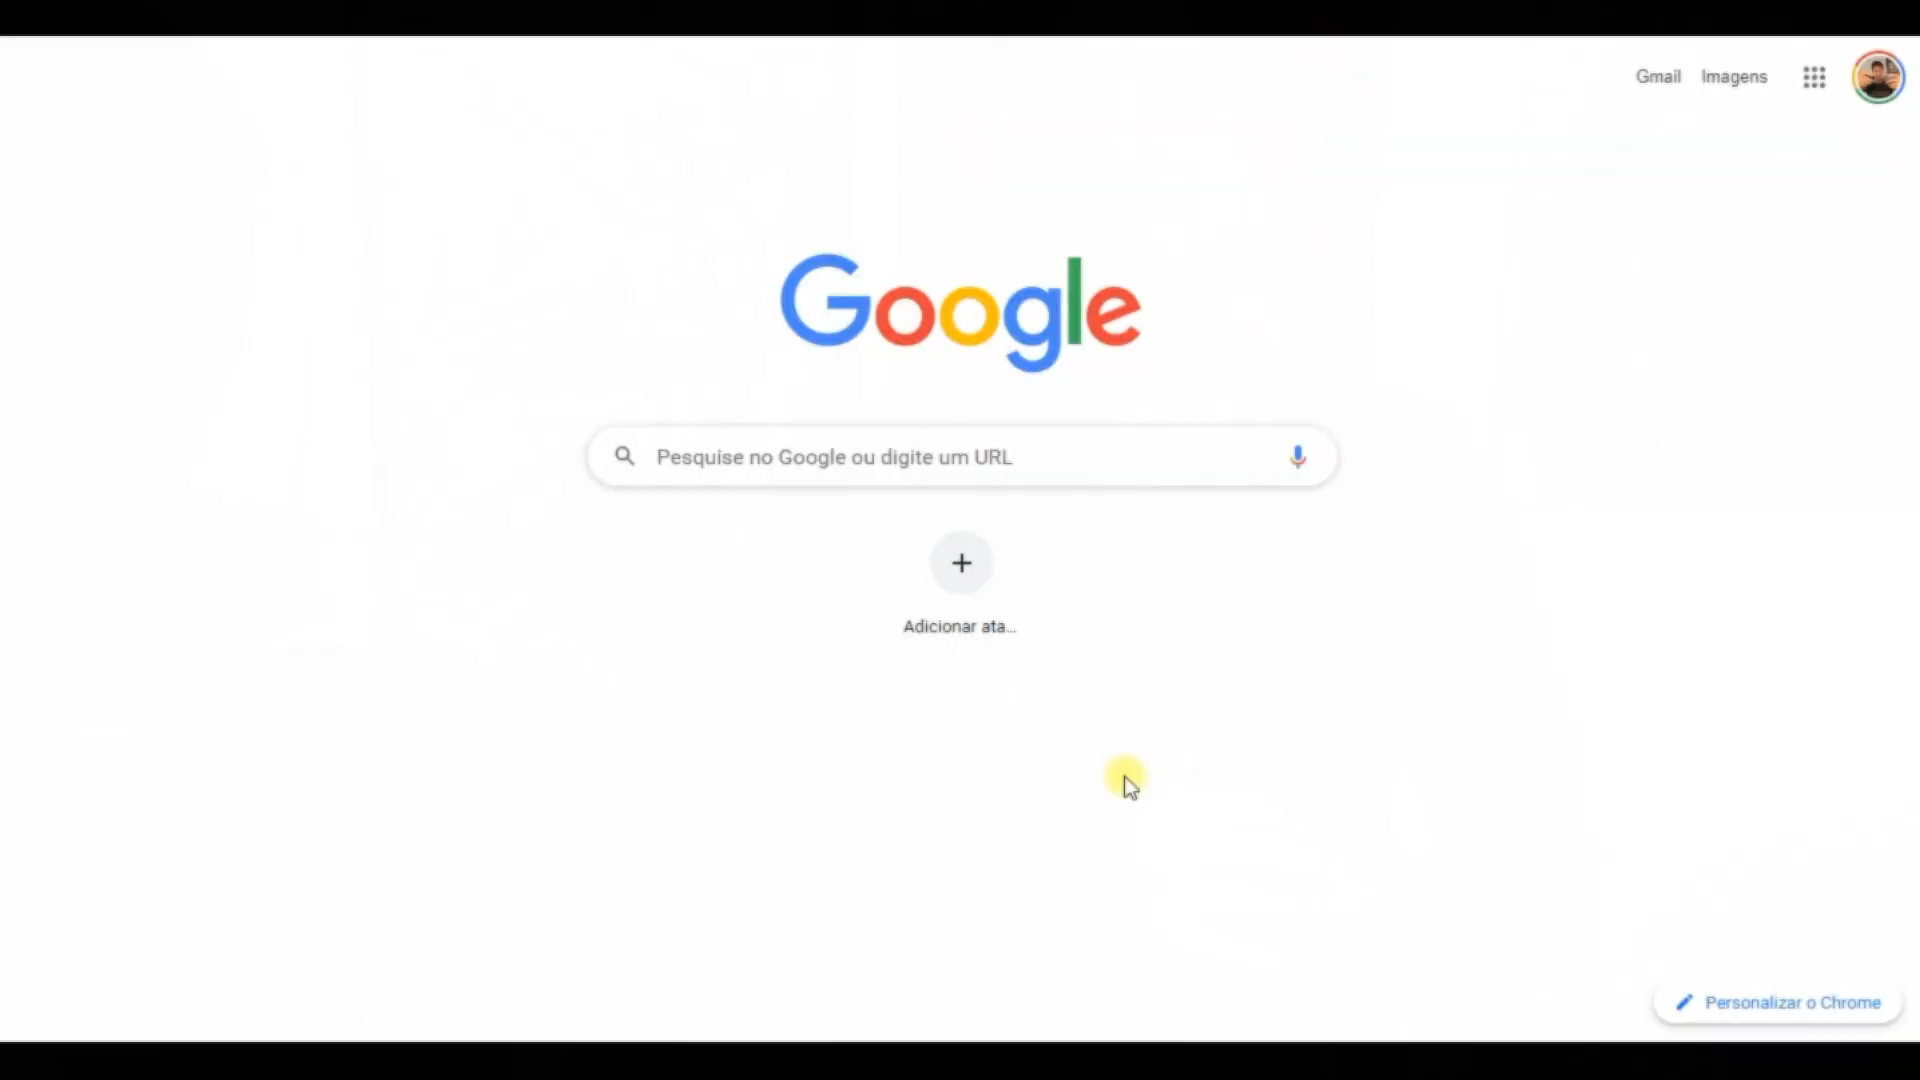 Gmail Imagens
Google
Pesquise no Google ou digite um URL
Adicionar ata...
Personalizar o Chrome